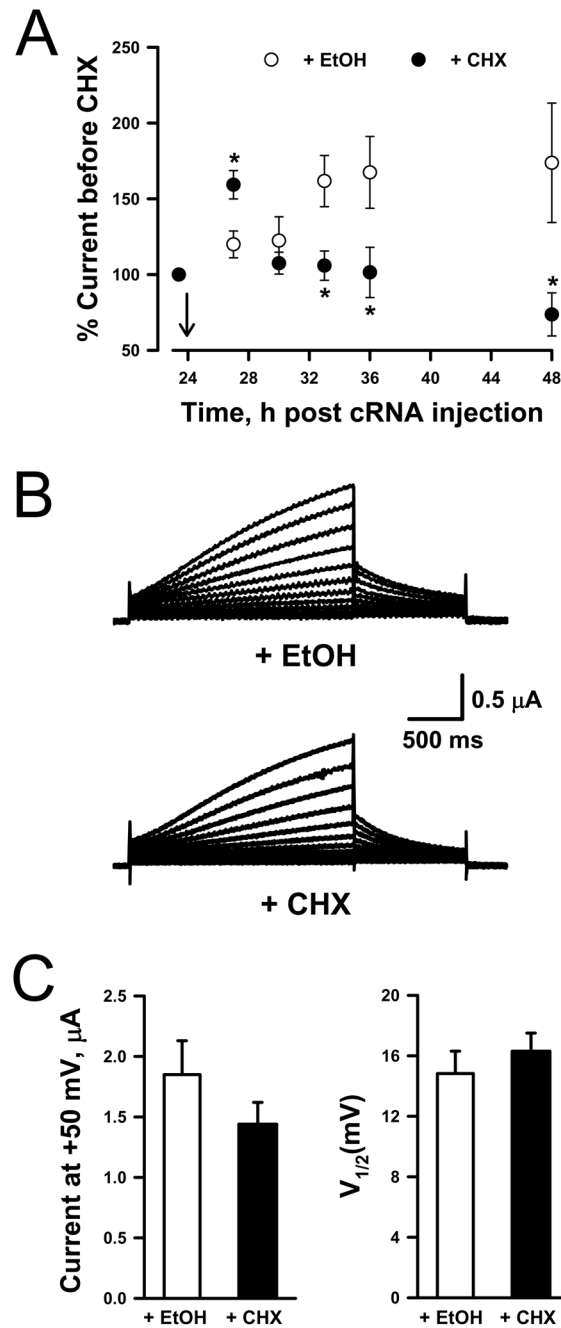 A
+ EtOH + CHX
% Current before CHX
250
200
150
100
50
* * * *
24 28 32 36 40 44 48
Time, h post cRNA injection
B
+ EtOH
0.5 μA
500 ms
+ CHX
C
Current at +50 mV, μA
2.5
2.0
1.5
1.0
0.5
0.0
+ EtOH + CHX
V1/2(mV)
20
16
12
8
4
0
+ EtOH + CHX